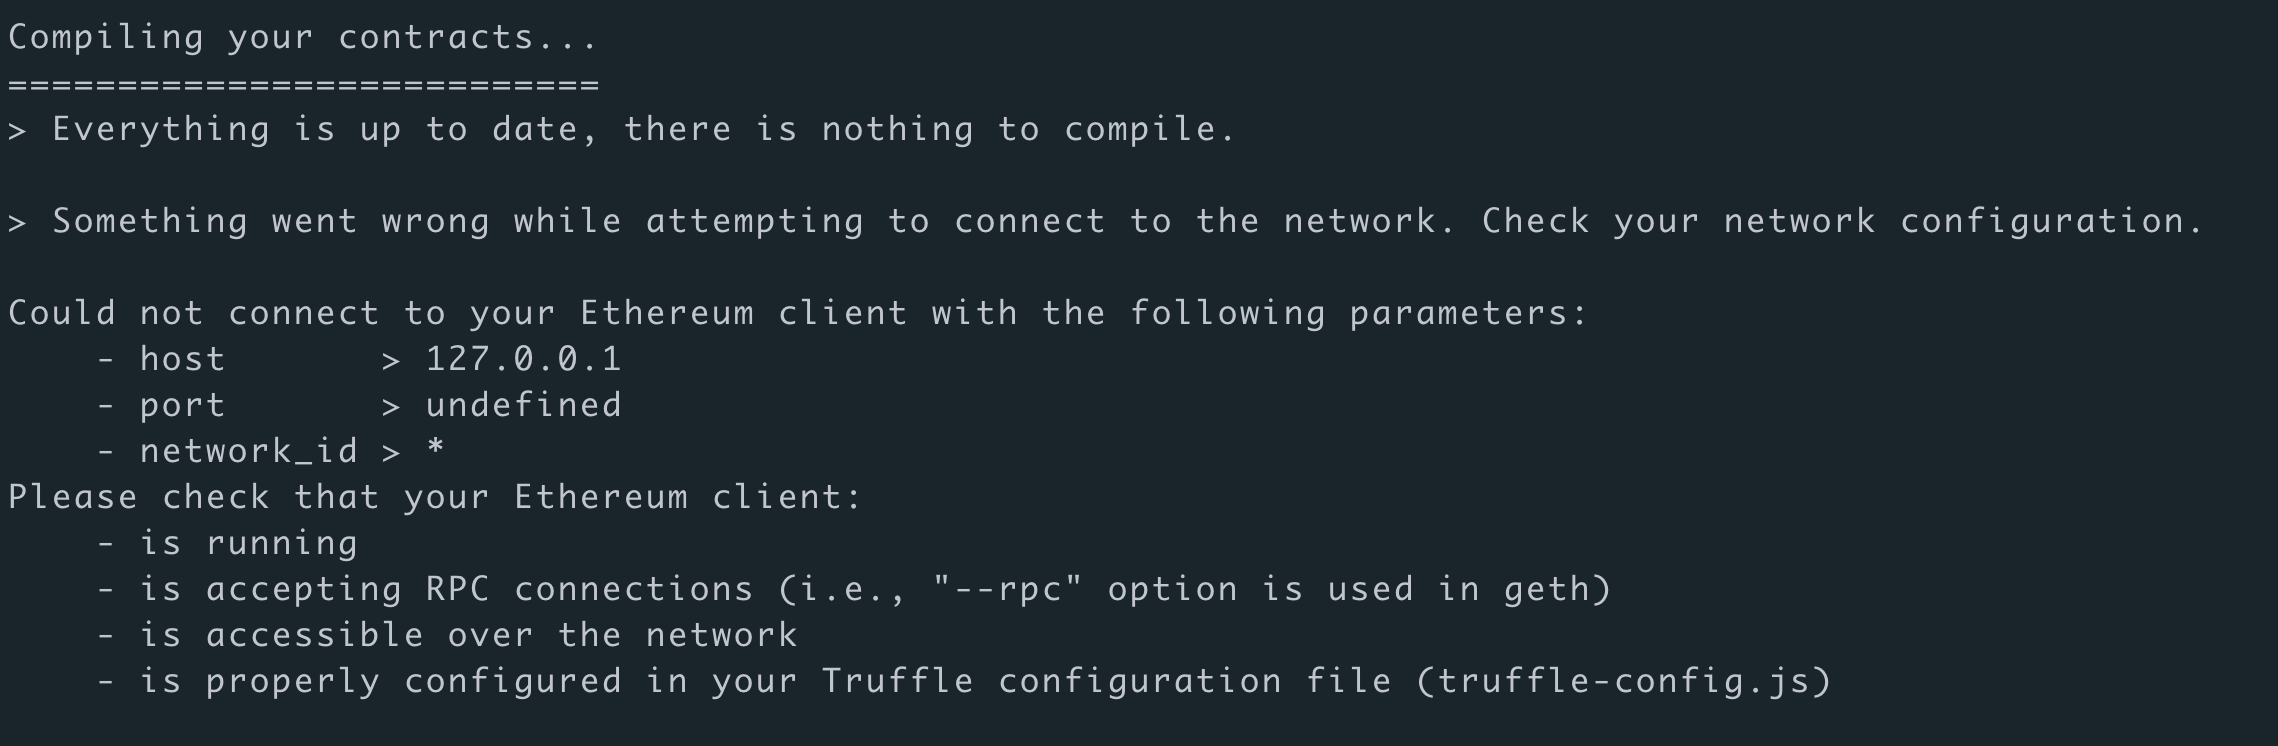 Compiling your contracts...
===========================
> Everything is up to date, there is nothing to compile.
> Something went wrong while attempting to connect to the network. Check your network configuration.
Could not connect to your Ethereum client with the following parameters:
    - host       > 127.0.0.1
    - port       > undefined
    - network_id > *
Please check that your Ethereum client:
    - is running
    - is accepting RPC connections (i.e., "--rpc" option is used in geth)
    - is accessible over the network
    - is properly configured in your Truffle configuration file (truffle-config.js)